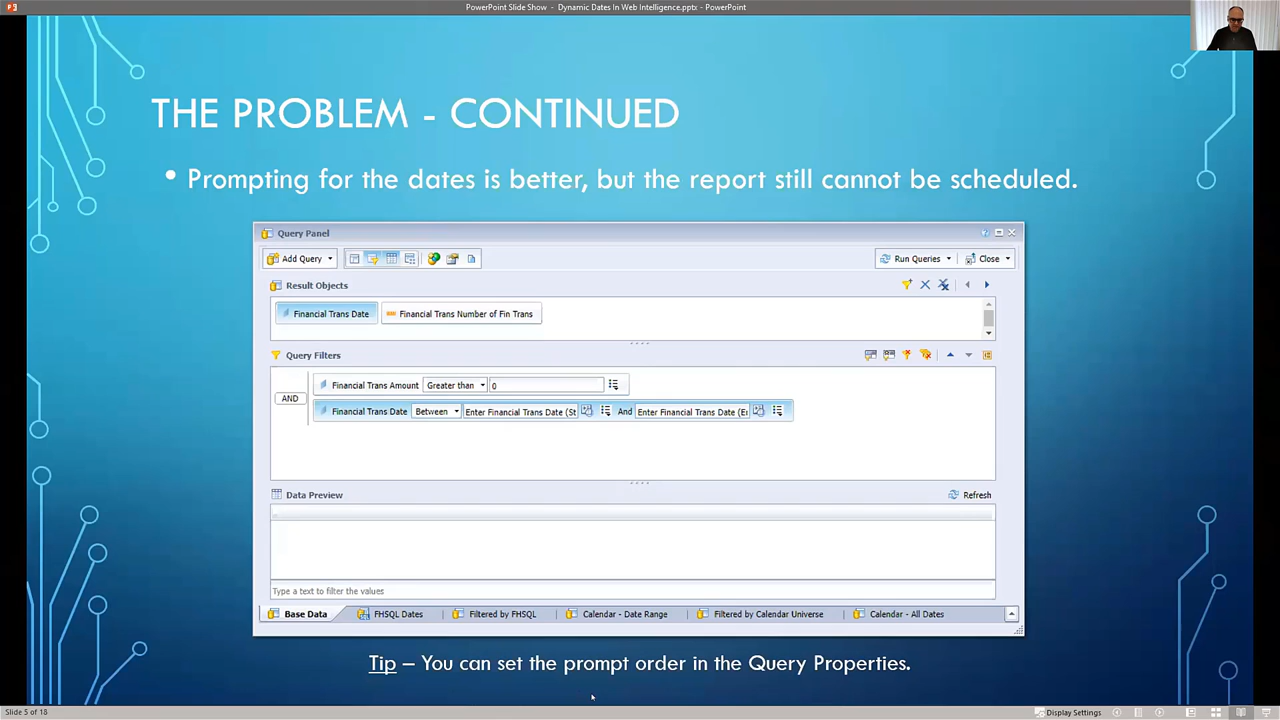 PowerPoint Slide Show - Dynamic Dates In Web Intelligence.pptx - PowerPoint
THE PROBLEM - CONTINUED
• Prompting for the dates is better, but the report still cannot be scheduled.
Query Panel
Add Query
Run Queries
Close
Result Objects
Financial Trans Date
Financial Trans Number of Fin Trans
Query Filters
AND
Financial Trans Amount Greater than 0
Financial Trans Date Between Enter Financial Trans Date (St And Enter Financial Trans Date (E
Data Preview
Refresh
Type a text to filter the values
Base Data
FHSQL Dates
Filtered by FHSQL
Calendar - Date Range
Filtered by Calendar Universe
Calendar - All Dates
Tip – You can set the prompt order in the Query Properties.
Slide 5 of 18
Display Settings